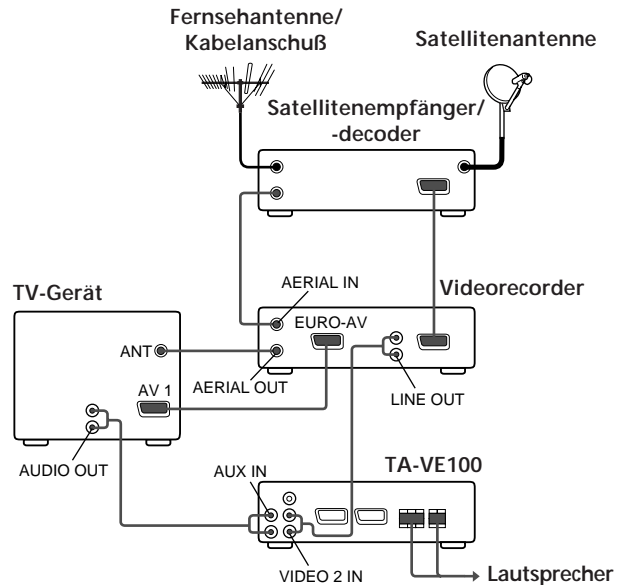 Fernsehantenne/
Kabelanschuß
Satellitenantenne
Satellitenempfänger/
-decoder
AERIAL IN
Videorecorder
TV-Gerät
EURO-AV
ANT
AERIAL OUT
LINE OUT
AV 1
AUDIO OUT
AUX IN
TA-VE100
VIDEO 2 IN
Lautsprecher